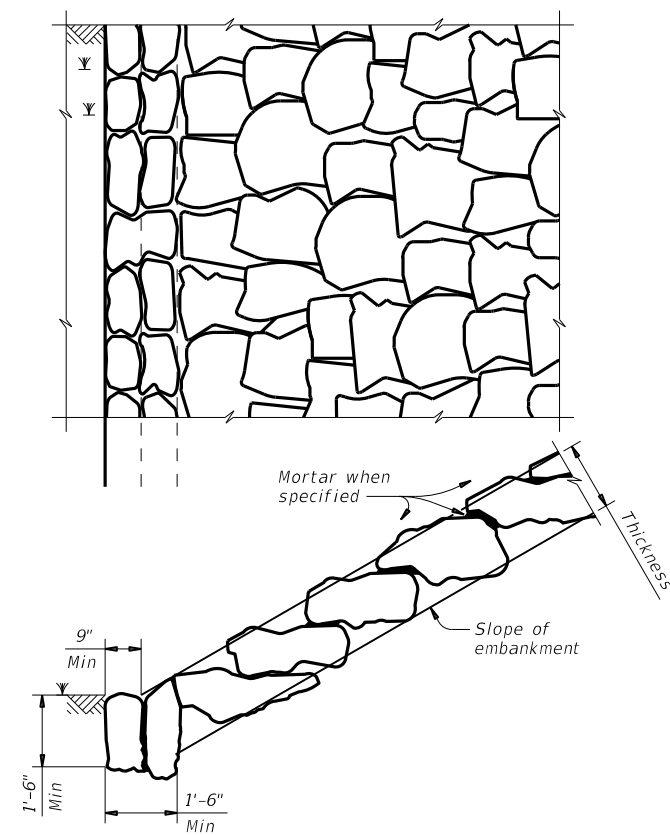 Mortar when
specified
Thickness
Slope of
embankment
9"
Min
1'-6"
Min
1'-6"
Min